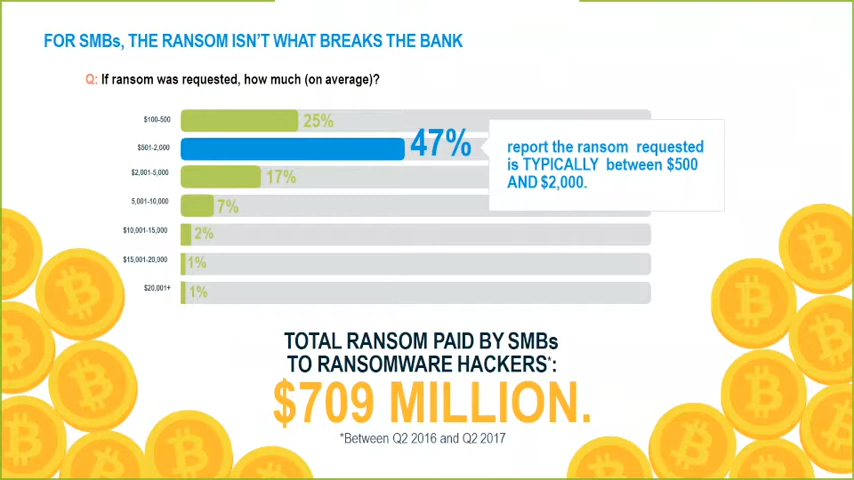 FOR SMBs, THE RANSOM ISN'T WHAT BREAKS THE BANK
Q: If ransom was requested, how much (on average)?
$100-500 25%
$501-2,000 47%
report the ransom requested
is TYPICALLY between $500
AND $2,000.
$2,001-5,000 17%
5,001-10,000 7%
$10,001-15,000 2%
$15,001-20,000 1%
$20,001+ 1%
TOTAL RANSOM PAID BY SMBs
TO RANSOMWARE HACKERS*:
$709 MILLION.
*Between Q2 2016 and Q2 2017